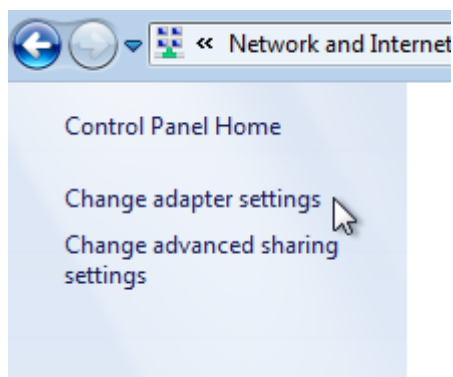 « Network and Internet
Control Panel Home
Change adapter settings
Change advanced sharing
settings